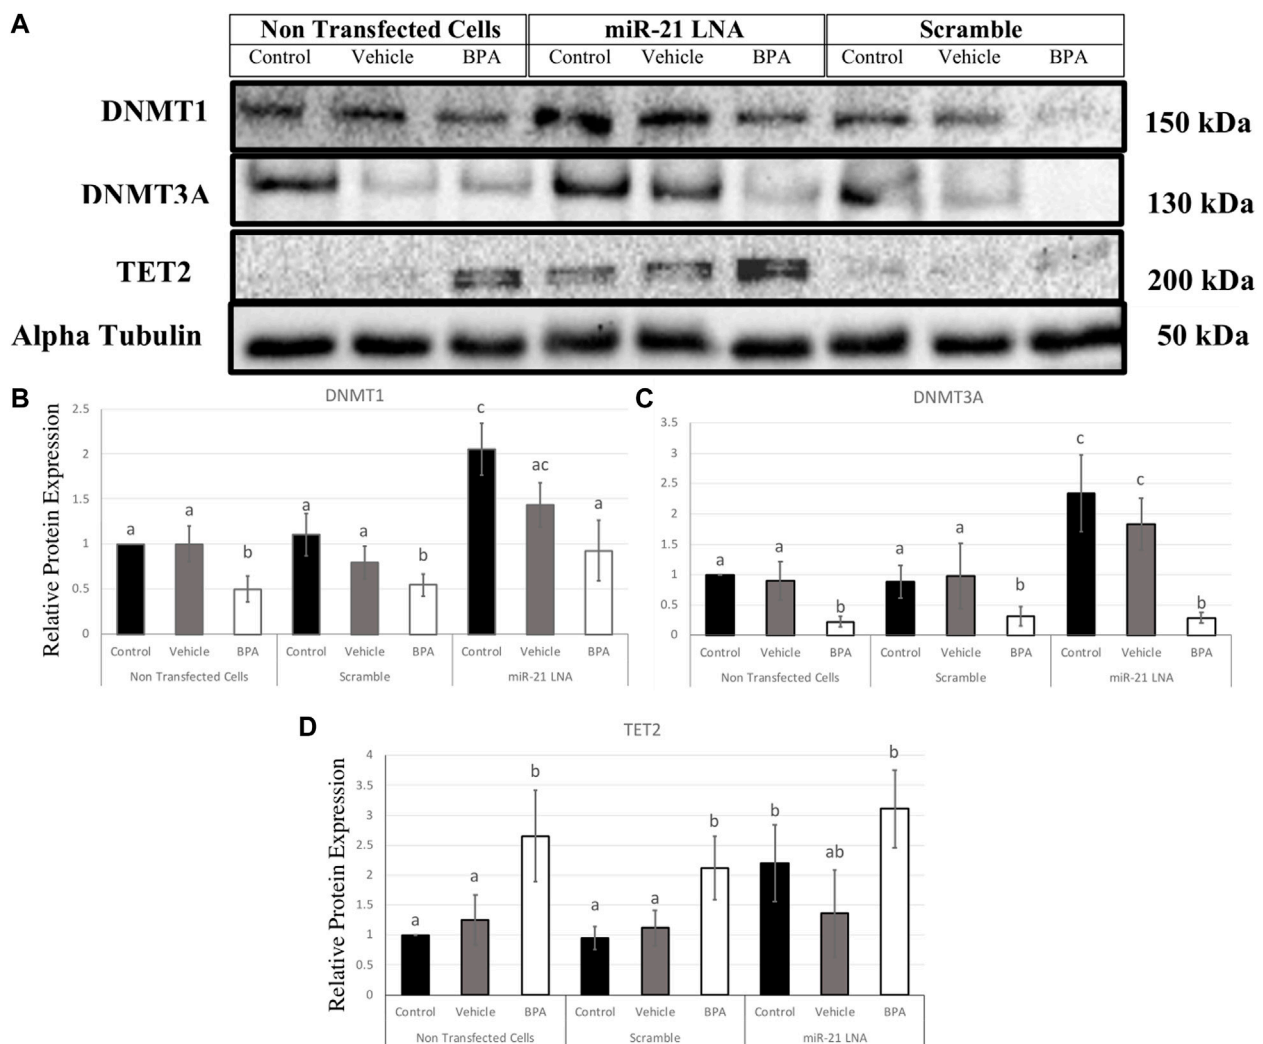 A
Non Transfected Cells miR-21 LNA Scramble
Control Vehicle BPA Control Vehicle BPA Control Vehicle BPA
DNMT1 150 kDa
DNMT3A 130 kDa
TET2 200 kDa
Alpha Tubulin 50 kDa
B
DNMT1
Relative Protein Expression
2.5
2
1.5
1
0.5
0
a a b a a b c ac a
Control Vehicle BPA Control Vehicle BPA Control Vehicle BPA
Non Transfected Cells Scramble miR-21 LNA
C
DNMT3A
3.5
3
2.5
2
1.5
1
0.5
0
a a b a a b c c b
Control Vehicle BPA Control Vehicle BPA Control Vehicle BPA
Non Transfected Cells Scramble miR-21 LNA
D
TET2
Relative Protein Expression
4
3.5
3
2.5
2
1.5
1
0.5
0
a a b a a b b ab b
Control Vehicle BPA Control Vehicle BPA Control Vehicle BPA
Non Transfected Cells Scramble miR-21 LNA